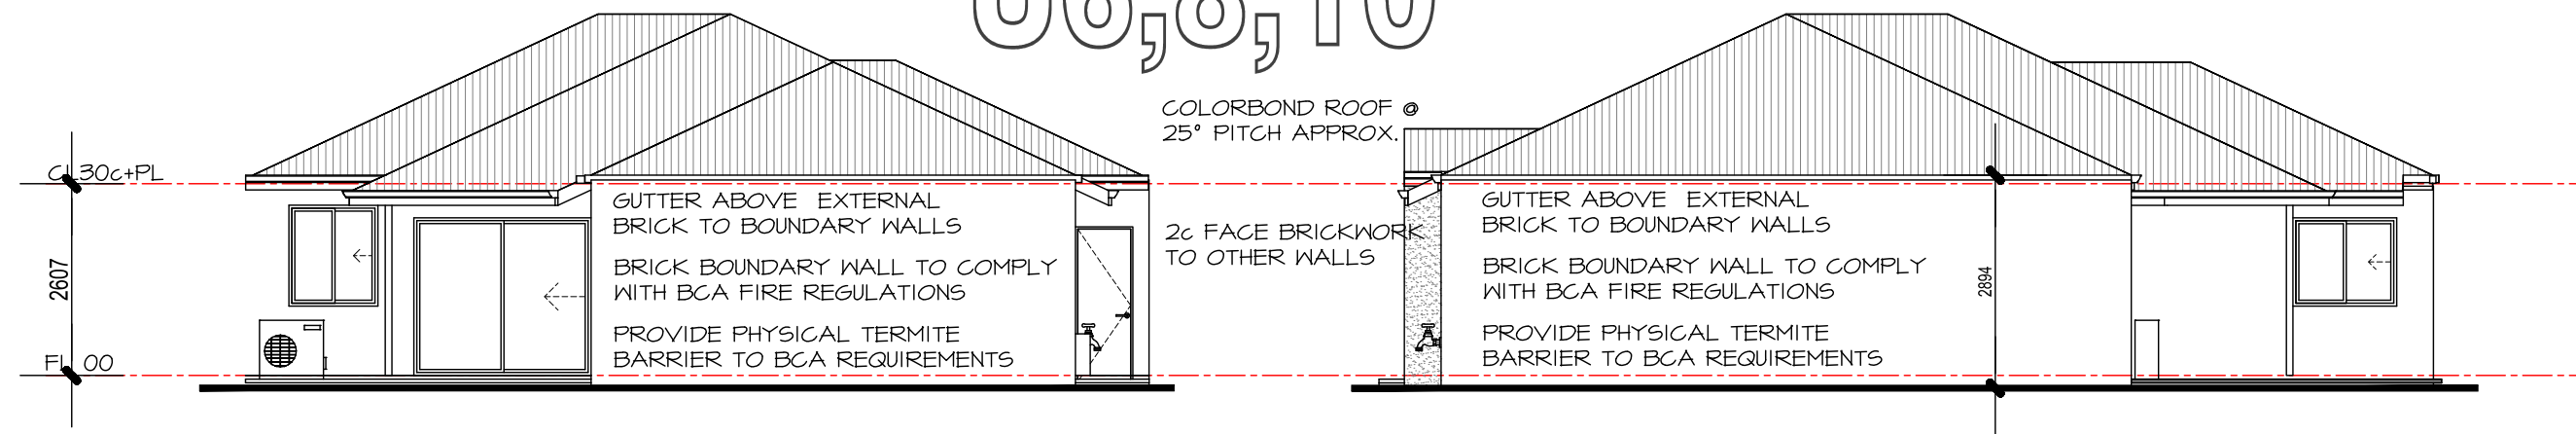 COLORBOND ROOF @
25° PITCH APPROX.
CL 30c+PL
2607
FL 00
GUTTER ABOVE EXTERNAL
BRICK TO BOUNDARY WALLS
BRICK BOUNDARY WALL TO COMPLY
WITH BCA FIRE REGULATIONS
PROVIDE PHYSICAL TERMITE
BARRIER TO BCA REQUIREMENTS
2c FACE BRICKWORK
TO OTHER WALLS
GUTTER ABOVE EXTERNAL
BRICK TO BOUNDARY WALLS
BRICK BOUNDARY WALL TO COMPLY
WITH BCA FIRE REGULATIONS
PROVIDE PHYSICAL TERMITE
BARRIER TO BCA REQUIREMENTS
2894